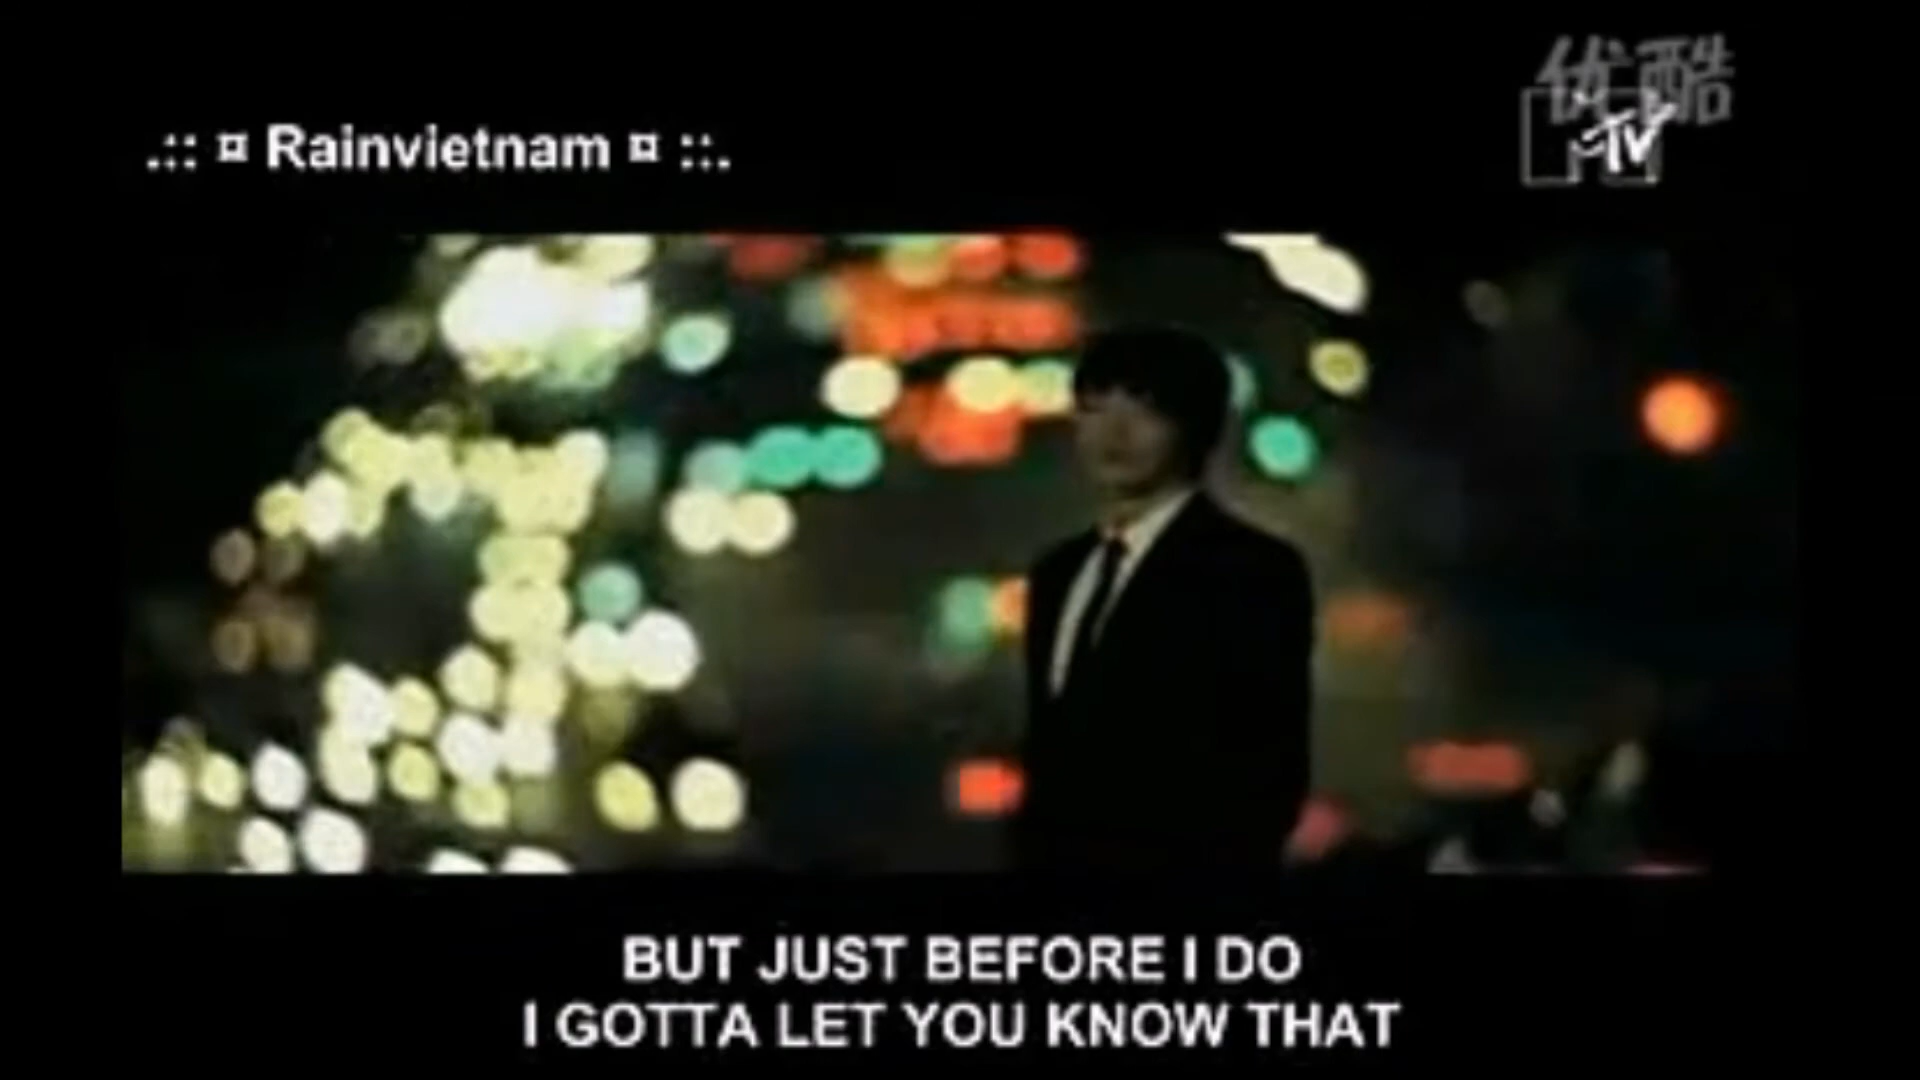 优酷
MTV
.:: ¤ Rainvietnam ¤ ::.
BUT JUST BEFORE I DO
I GOTTA LET YOU KNOW THAT